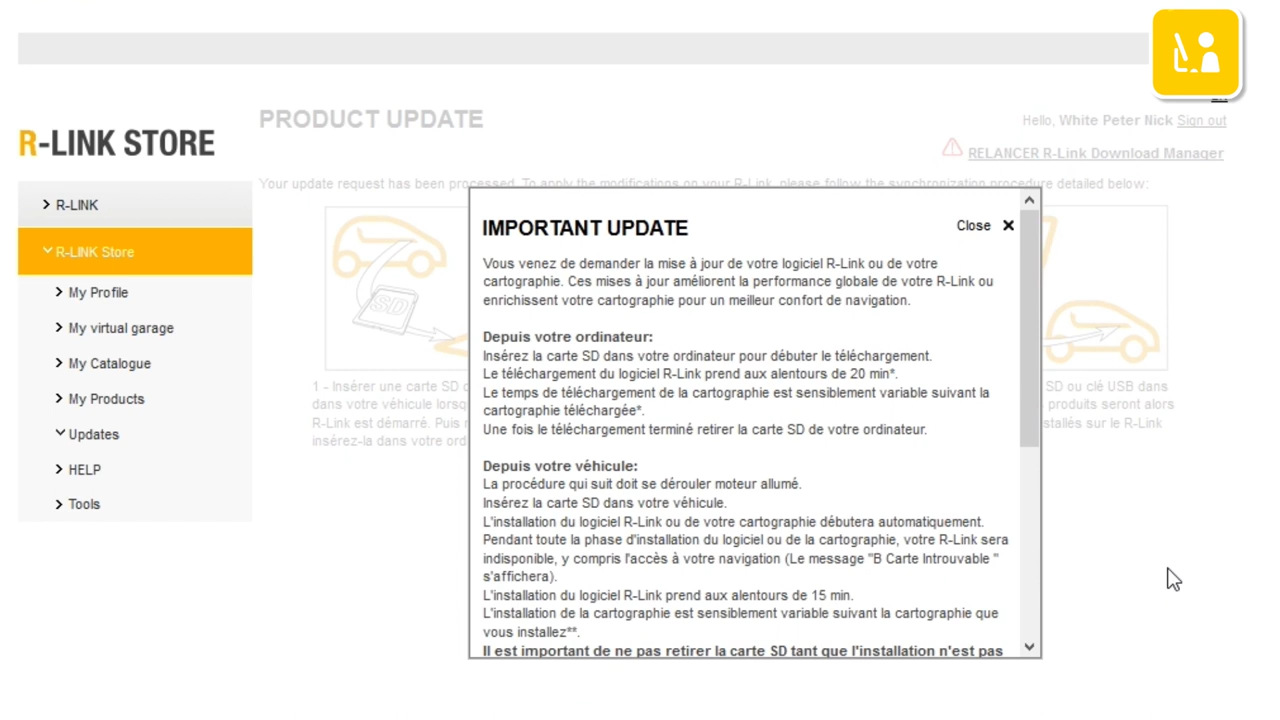 PRODUCT UPDATE
Hello, White Peter Nick Sign out
R-LINK STORE
RELANCER R-Link Download Manager
Your update request has been processed. To apply the modifications on your R-Link, please follow the synchronization procedure detailed below:
R-LINK
R-LINK Store
My Profile
My virtual garage
My Catalogue
My Products
Updates
HELP
Tools
SD
1 - Insérer une carte SD
dans votre véhicule
R-Link est démarré. Puis
insérez-la dans votre
IMPORTANT UPDATE
Close
Vous venez de demander la mise à jour de votre logiciel R-Link ou de votre
cartographie. Ces mises à jour améliorent la performance globale de votre R-Link ou
enrichissent votre cartographie pour un meilleur confort de navigation.
Depuis votre ordinateur:
Insérez la carte SD dans votre ordinateur pour débuter le téléchargement.
Le téléchargement du logiciel R-Link prend aux alentours de 20 min*.
Le temps de téléchargement de la cartographie est sensiblement variable suivant la
cartographie téléchargée*.
Une fois le téléchargement terminé retirer la carte SD de votre ordinateur.
Depuis votre véhicule:
La procédure qui suit doit se dérouler moteur allumé.
Insérez la carte SD dans votre véhicule.
L'installation du logiciel R-Link ou de votre cartographie débutera automatiquement.
Pendant toute la phase d'installation du logiciel ou de la cartographie, votre R-Link sera
indisponible, y compris l'accès à votre navigation (Le message "B Carte Introuvable "
s'affichera).
L'installation du logiciel R-Link prend aux alentours de 15 min.
L'installation de la cartographie est sensiblement variable suivant la cartographie que
vous installez**.
Il est important de ne pas retirer la carte SD tant que l'installation n'est pas
SD ou clé USB dans
produits seront alors
sur le R-Link